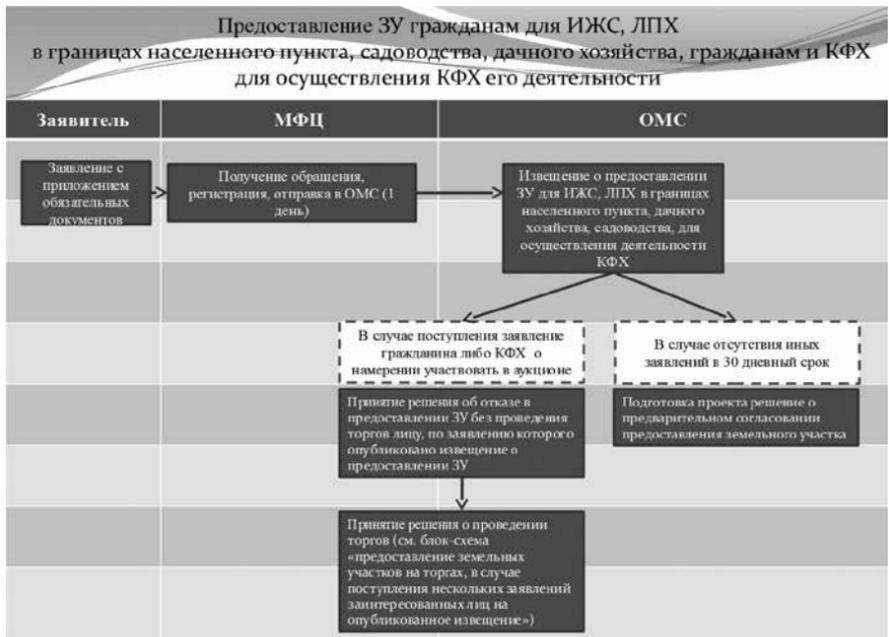 Предоставление ЗУ гражданам для ИЖС, ЛПХ
в границах населенного пункта, садоводства, дачного хозяйства, гражданам и КФХ
для осуществления КФХ его деятельности
Заявитель
МФЦ
ОМС
Заявление с
приложением
обязательных
документов
Получение обращения,
регистрация, отправка в ОМС (1
день)
Извещение о предоставлении
ЗУ для ИЖС, ЛПХ в границах
населенного пункта, дачного
хозяйства, садоводства, для
осуществления деятельности
КФХ
В случае поступления заявление
гражданина либо КФХ о
намерении участвовать в аукционе
В случае отсутствия иных
заявлений в 30 дневный срок
Принятие решения об отказе в
предоставлении ЗУ без проведения
торгов лицу, по заявлению которого
опубликовано извещение о
предоставлении ЗУ
Подготовка проекта решение о
предварительном согласовании
предоставления земельного участка
Принятие решения о проведении
торгов (см. блок-схема
«предоставление земельных
участков на торгах, в случае
поступления нескольких заявлений
заинтересованных лиц на
опубликованное извещение»)